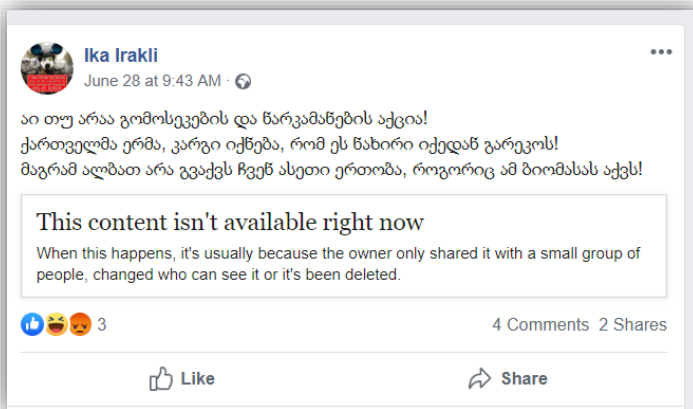 Ika Irakli
June 28 at 9:43 AM ·
აი თუ არაა გომოსეკების და ნარკამანების აქცია!
ქართველმა ერმა, კარგი იქნება, რომ ეს ნახირი იქედან გარეკოს!
მაგრამ ალბათ არა გვაქვს ჩვენ ასეთი ერთობა, როგორიც ამ ბიომასას აქვს!
This content isn't available right now
When this happens, it's usually because the owner only shared it with a small group of
people, changed who can see it or it's been deleted.
3
4 Comments 2 Shares
Like
Share